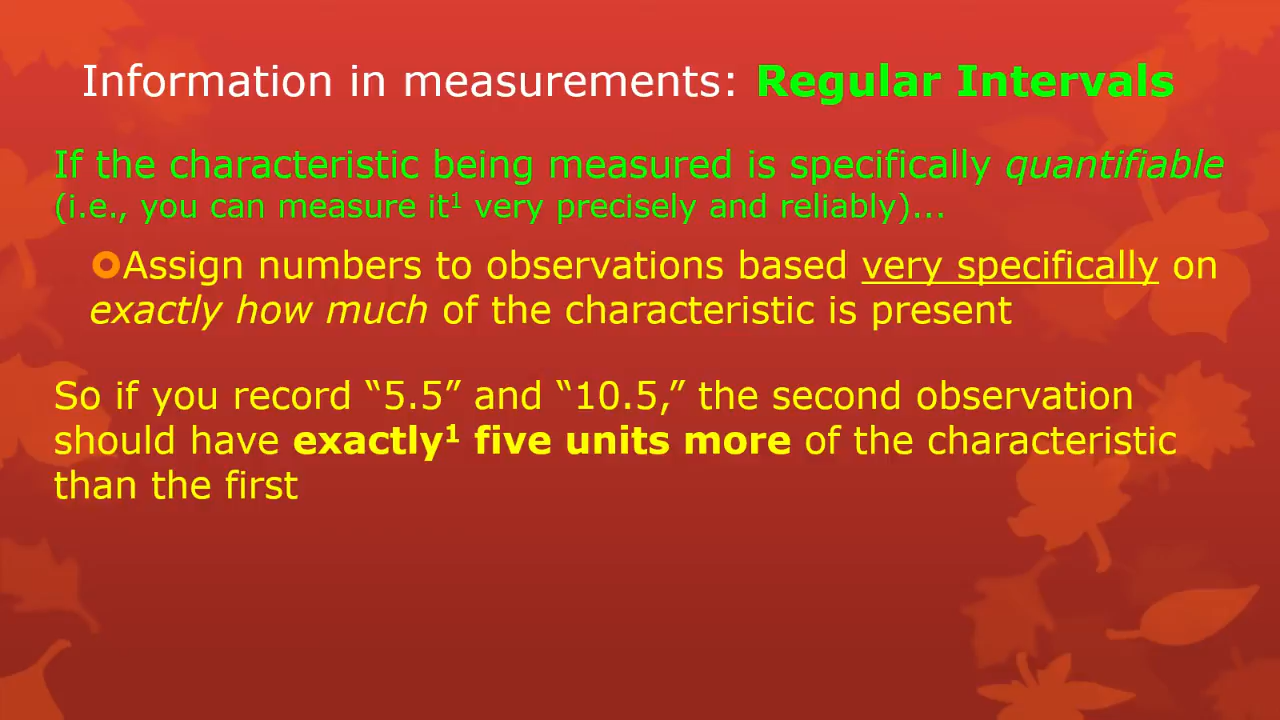 Information in measurements: Regular Intervals
If the characteristic being measured is specifically quantifiable
(i.e., you can measure it¹ very precisely and reliably)...
Assign numbers to observations based very specifically on
exactly how much of the characteristic is present
So if you record “5.5” and “10.5,” the second observation
should have exactly¹ five units more of the characteristic
than the first